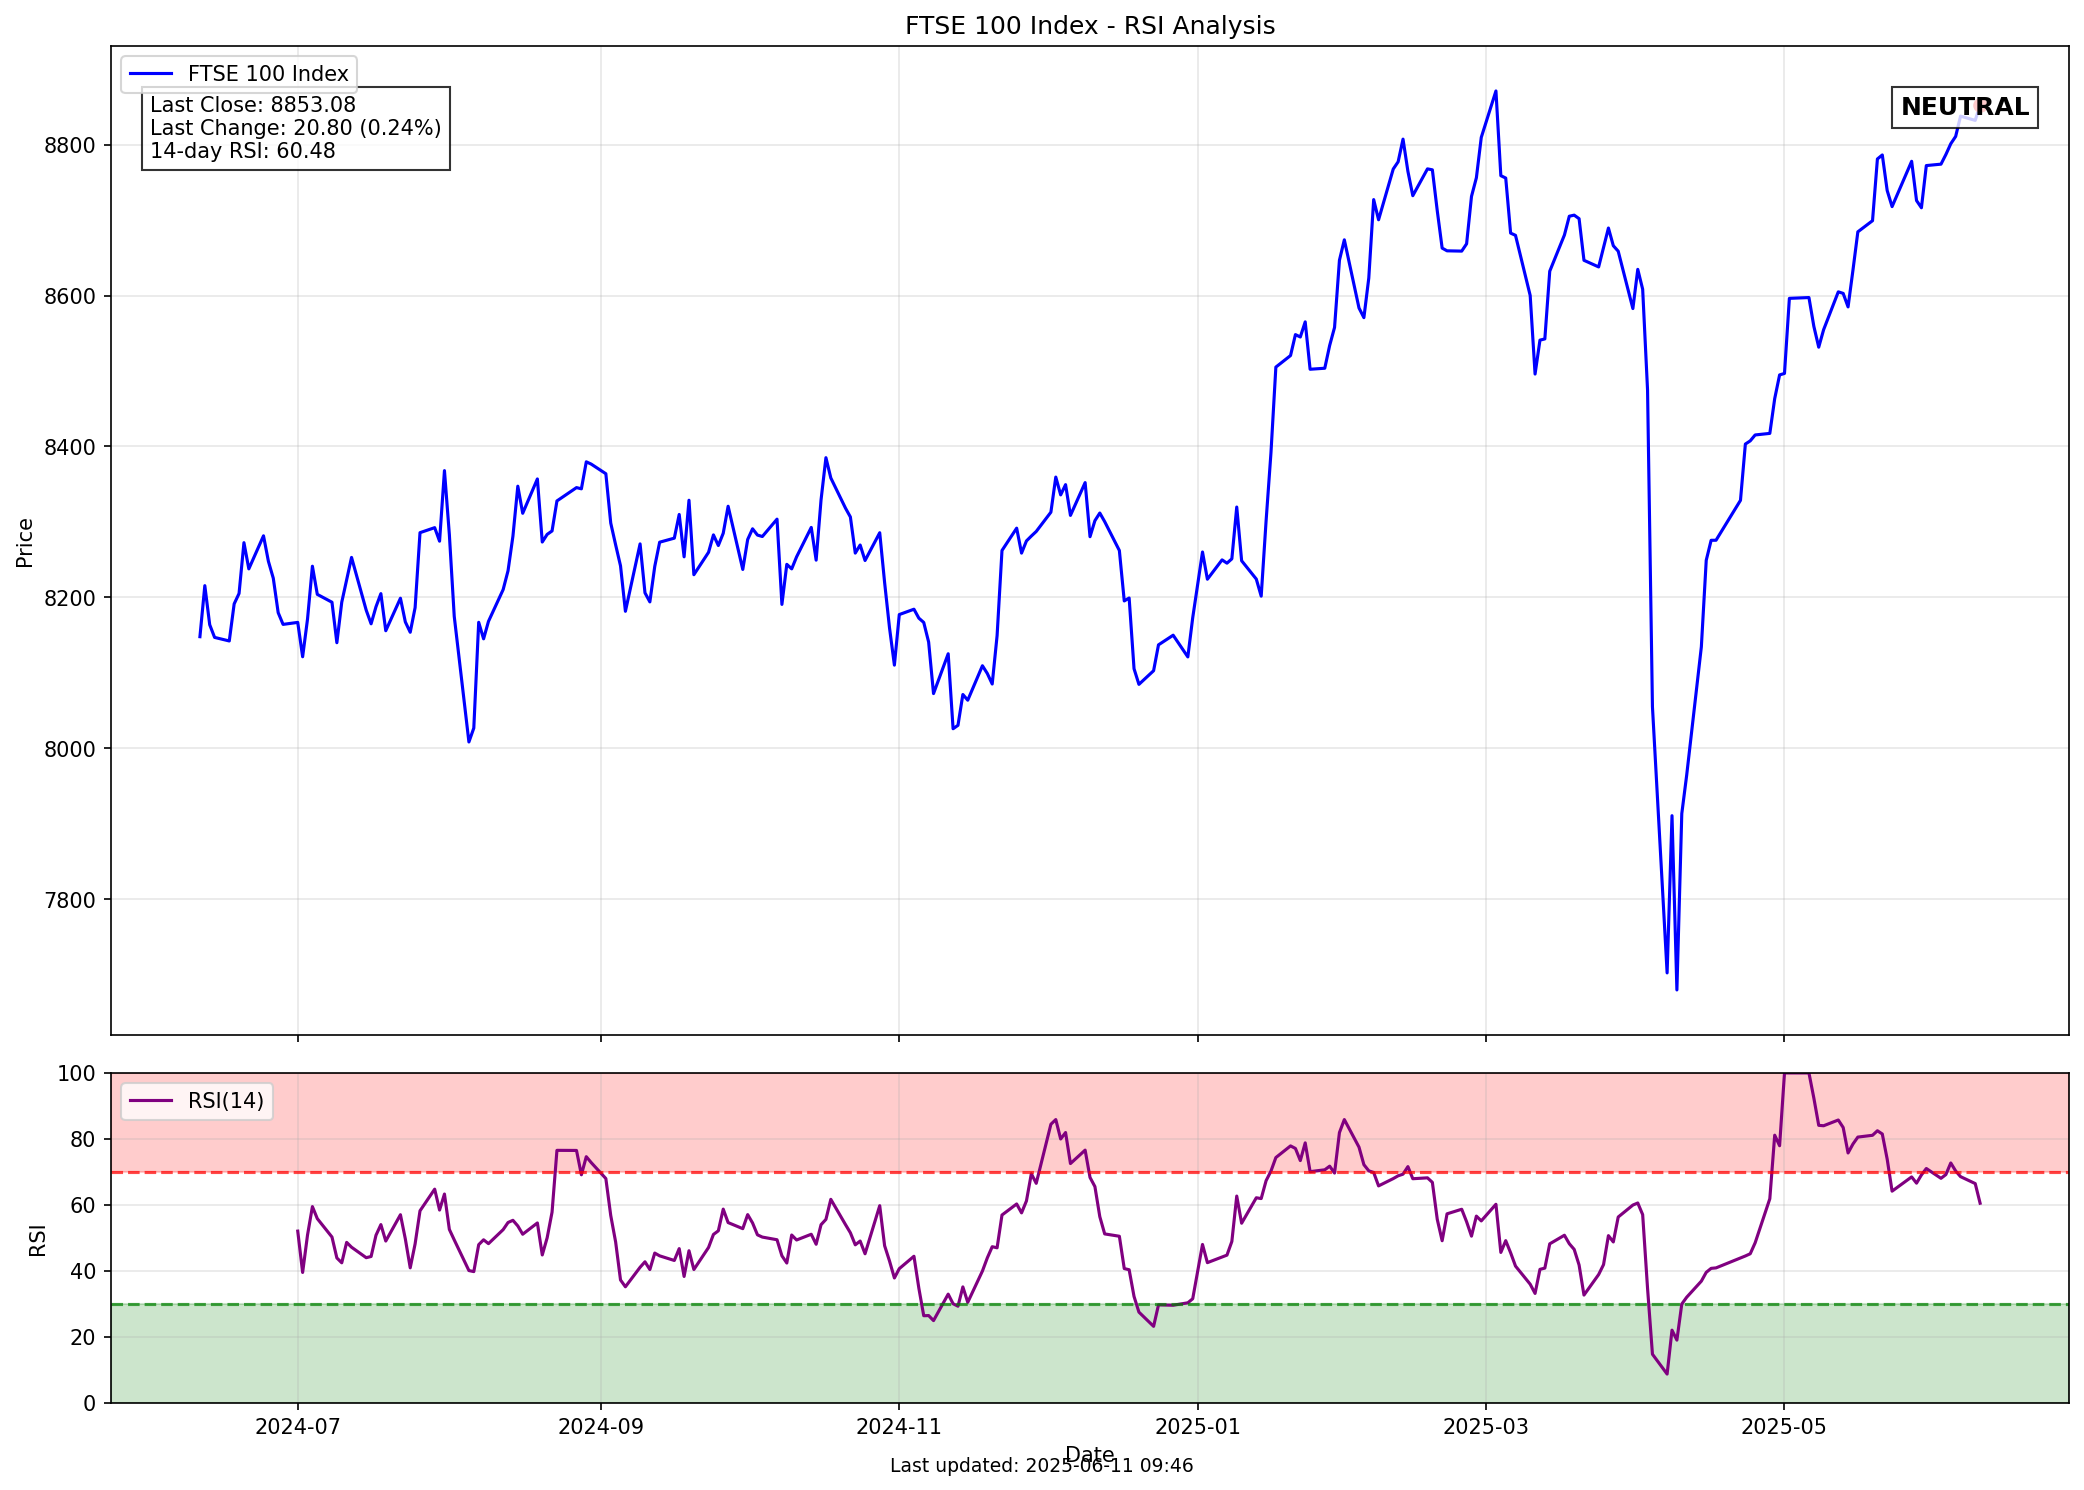 FTSE 100 Index - RSI Analysis
FTSE 100 Index
Last Close: 8853.08
Last Change: 20.80 (0.24%)
14-day RSI: 60.48
NEUTRAL
Price
8800
8600
8400
8200
8000
7800
RSI(14)
RSI
100
80
60
40
20
0
2024-07
2024-09
2024-11
2025-01
2025-03
2025-05
Date
Last updated: 2025-06-11 09:46